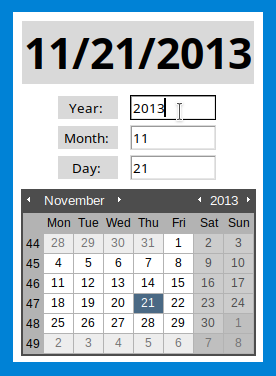 11/21/2013
Year: 2013
Month: 11
Day: 21
November 2013
Mon Tue Wed Thu Fri Sat Sun
44 28 29 30 31 1 2 3
45 4 5 6 7 8 9 10
46 11 12 13 14 15 16 17
47 18 19 20 21 22 23 24
48 25 26 27 28 29 30 1
49 2 3 4 5 6 7 8